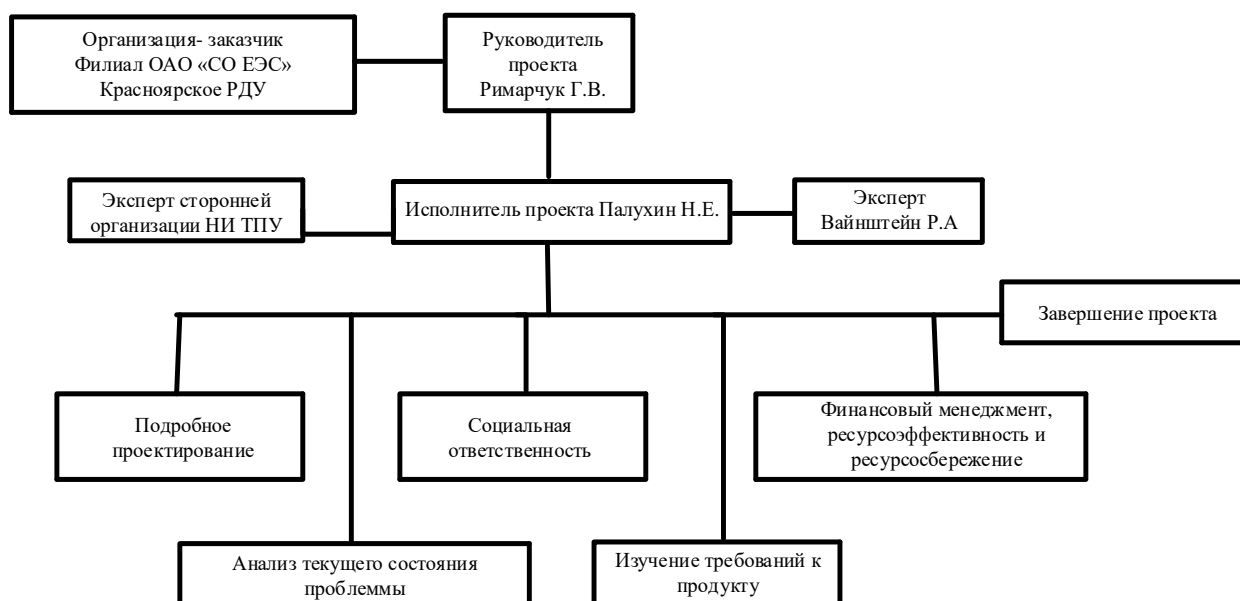 Организация- заказчик
Филиал ОАО «СО ЕЭС»
Красноярское РДУ
Руководитель
проекта
Римарчук Г.В.
Эксперт сторонней
организации НИ ТПУ
Исполнитель проекта Палухин Н.Е.
Эксперт
Вайнштейн Р.А
Завершение проекта
Подробное
проектирование
Социальная
ответственность
Финансовый менеджмент,
ресурсоэффективность и
ресурсосбережение
Анализ текущего состояния
проблеммы
Изучение требований к
продукту